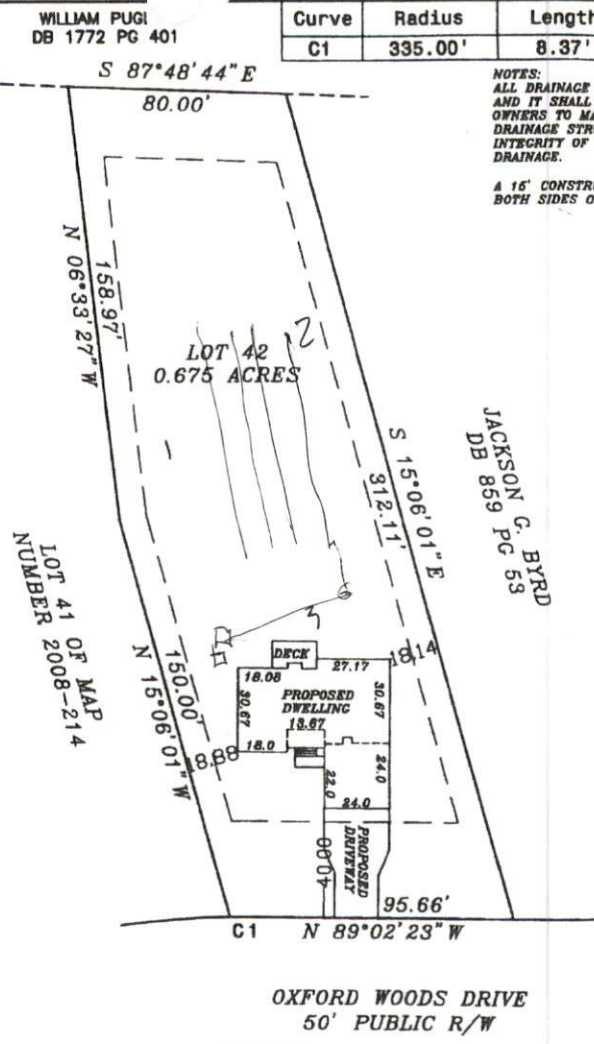 WILLIAM
DB 1772 PG 401
Curve Radius Length
C1 335.00' 8.37'
S 87°48'44"E
80.00'
NOTES:
ALL DRAINAGE
AND IT SHALL
OWNERS TO
DRAINAGE
INTEGRITY OF
DRAINAGE.
A 15'
BOTH SIDES
N 06°33'27"W
158.97'
LOT 42
0.675 ACRES
2
S 15°06'01"E
312.11'
JACKSON G. BYRD
DB 859 PG 53
LOT 41 OF MAP
NUMBER 2008-214
N 15°06'01"W
150.00'
3
DECK
18.08
27.17
18.14
30.67
PROPOSED
DWELLING
30.67
13.67
18.88
18.0
22.0
24.0
24.0
40.00
PROPOSED
DRIVEWAY
95.66'
C1 N 89°02'23"W
OXFORD WOODS DRIVE
50' PUBLIC R/W